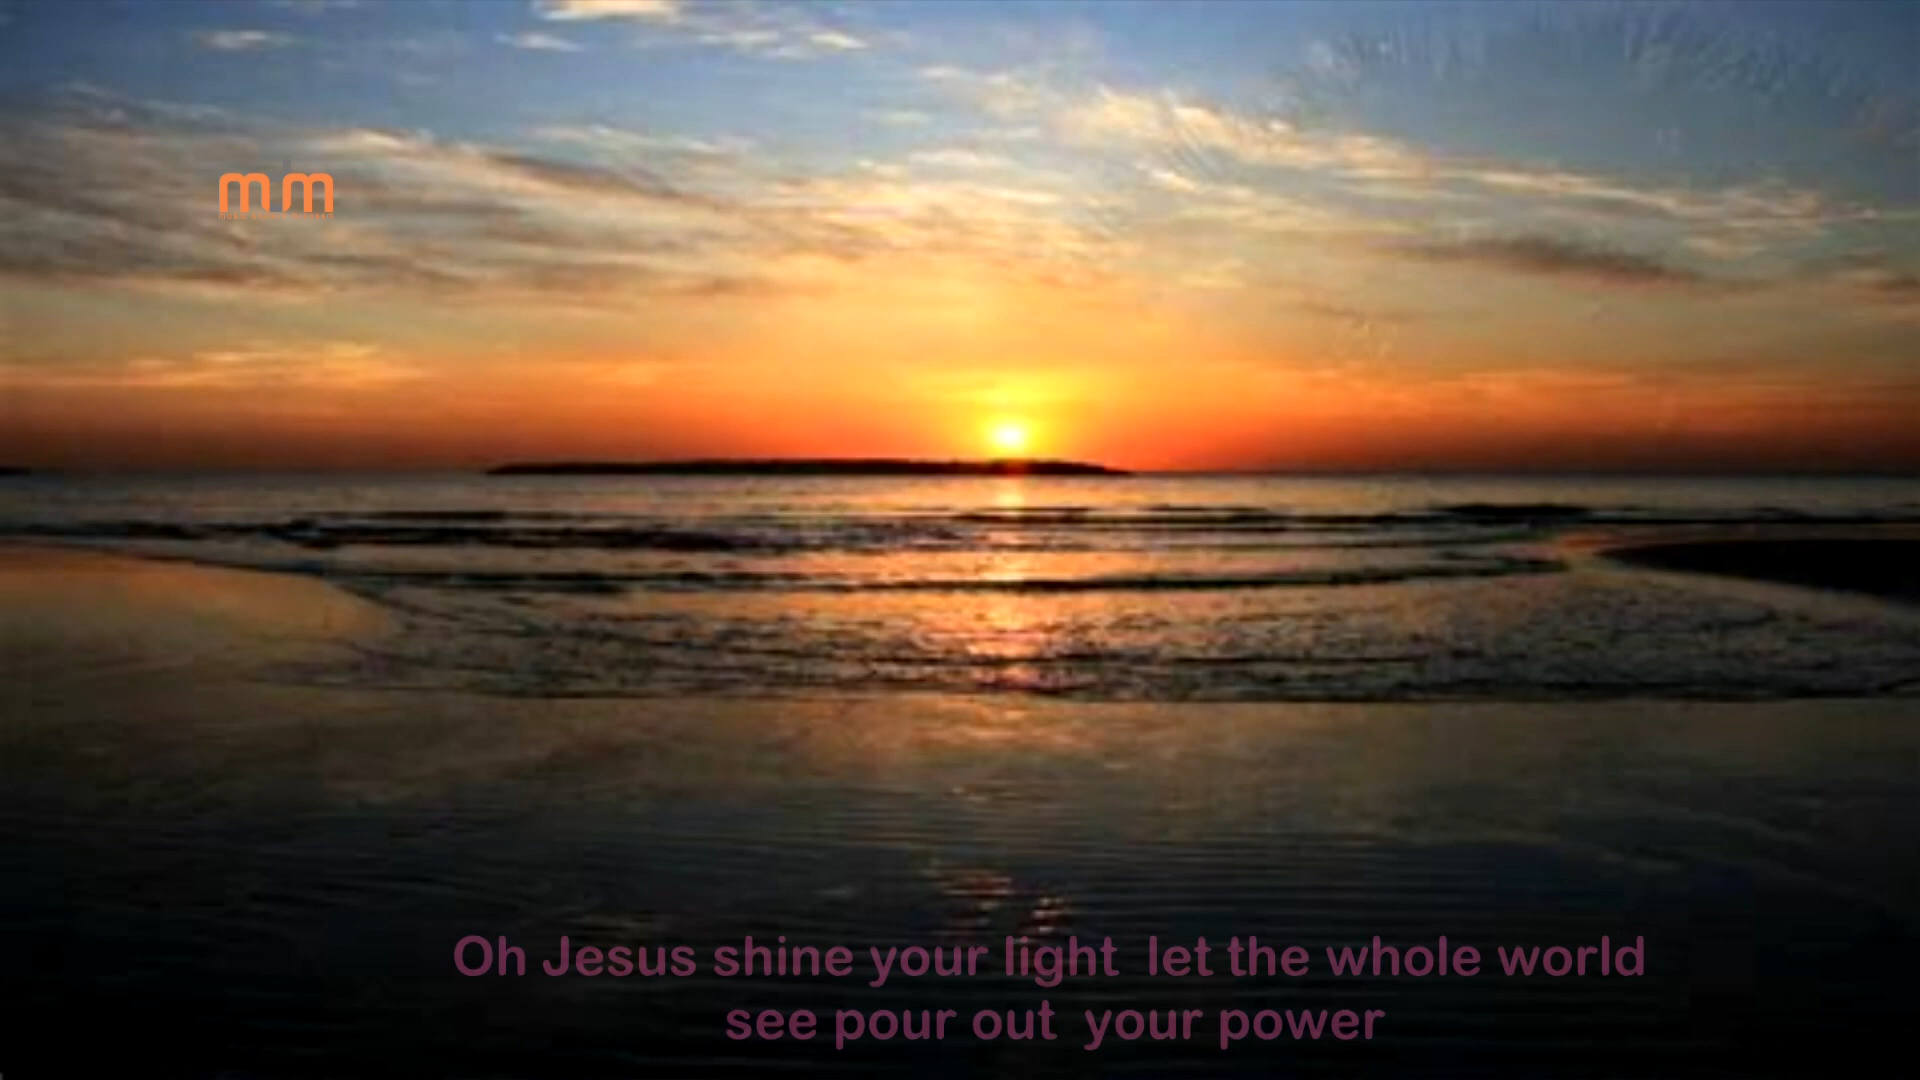 mm
Oh Jesus shine your light  let the whole world
see pour out  your power